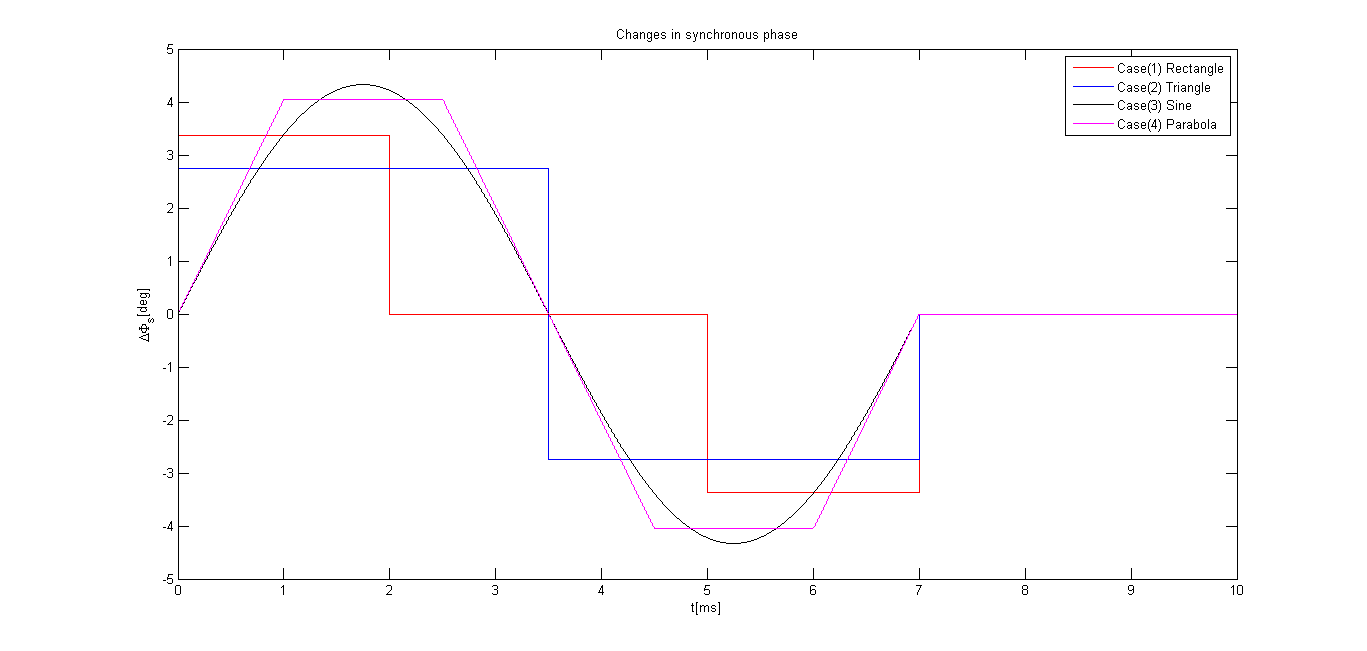 Changes in synchronous phase
Case(1) Rectangle
Case(2) Triangle
Case(3) Sine
Case(4) Parabola
5
4
3
2
1
0
-1
-2
-3
-4
-5
ΔΦs[deg]
0 1 2 3 4 5 6 7 8 9 10
t[ms]